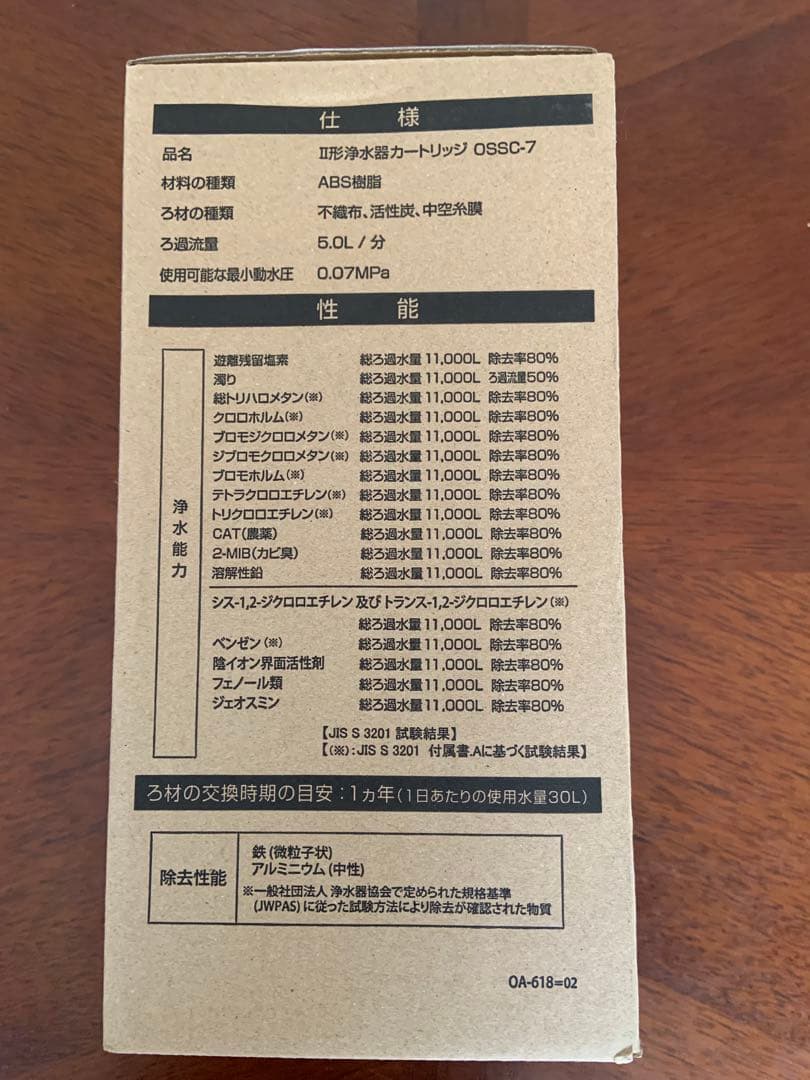 仕様
品名 Ⅱ形浄水器カートリッジ OSSC-7
材料の種類 ABS樹脂
ろ材の種類 不織布、活性炭、中空糸膜
ろ過流量 5.0L / 分
使用可能な最小動水圧 0.07MPa
性能
浄水能力
遊離残留塩素 総ろ過水量 11,000L 除去率80%
濁り 総ろ過水量 11,000L ろ過流量50%
総トリハロメタン(※) 総ろ過水量 11,000L 除去率80%
クロロホルム(※) 総ろ過水量 11,000L 除去率80%
ブロモジクロロメタン(※) 総ろ過水量 11,000L 除去率80%
ジブロモクロロメタン(※) 総ろ過水量 11,000L 除去率80%
ブロモホルム(※) 総ろ過水量 11,000L 除去率80%
テトラクロロエチレン(※) 総ろ過水量 11,000L 除去率80%
トリクロロエチレン(※) 総ろ過水量 11,000L 除去率80%
CAT(農薬) 総ろ過水量 11,000L 除去率80%
2-MIB(カビ臭) 総ろ過水量 11,000L 除去率80%
溶解性鉛 総ろ過水量 11,000L 除去率80%
シス-1,2-ジクロロエチレン 及び トランス-1,2-ジクロロエチレン(※)
総ろ過水量 11,000L 除去率80%
ベンゼン(※) 総ろ過水量 11,000L 除去率80%
陰イオン界面活性剤 総ろ過水量 11,000L 除去率80%
フェノール類 総ろ過水量 11,000L 除去率80%
ジェオスミン 総ろ過水量 11,000L 除去率80%
【JIS S 3201 試験結果】
【(※):JIS S 3201 付属書.Aに基づく試験結果】
ろ材の交換時期の目安:1ヵ年(1日あたりの使用水量30L)
除去性能
鉄(微粒子状)
アルミニウム(中性)
※一般社団法人 浄水器協会で定められた規格基準
(JWPAS)に従った試験方法により除去が確認された物質
OA-618=02